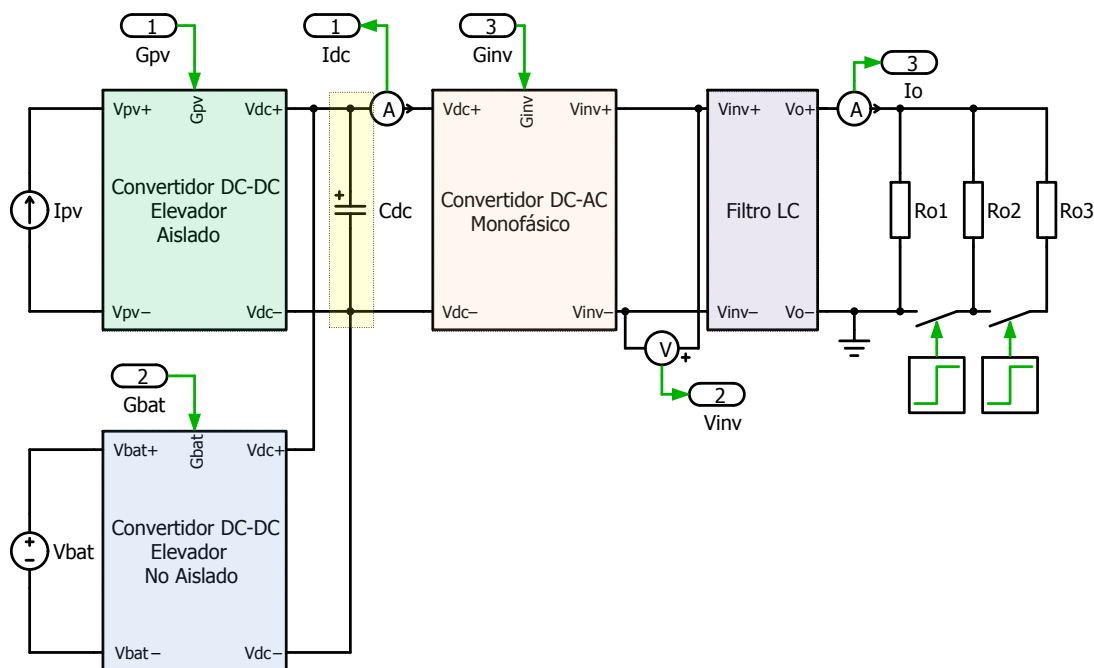 1
Gpv
1
Idc
3
Ginv
3
Io
Vpv+
Gpv
Vdc+
A
Vdc+
Ginv
Vinv+
Vinv+
Vo+
A
Ipv
Convertidor DC-DC
Elevador
Aislado
+
Cdc
Convertidor DC-AC
Monofásico
Filtro LC
Ro1
Ro2
Ro3
Vpv−
Vdc−
Vdc−
Vinv−
Vinv−
Vo−
V
+
2
Vinv
2
Gbat
Vbat+
Gbat
Vdc+
+
−
Vbat
Convertidor DC-DC
Elevador
No Aislado
Vbat−
Vdc−